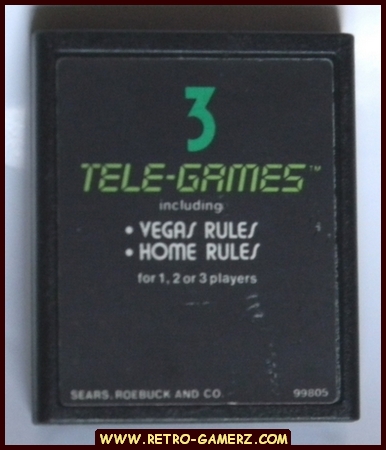 3
TELE-GAMES™
including:
• VEGAS RULES
• HOME RULES
for 1, 2 or 3 players
SEARS, ROEBUCK AND CO. 99805
WWW.RETRO-GAMERZ.COM